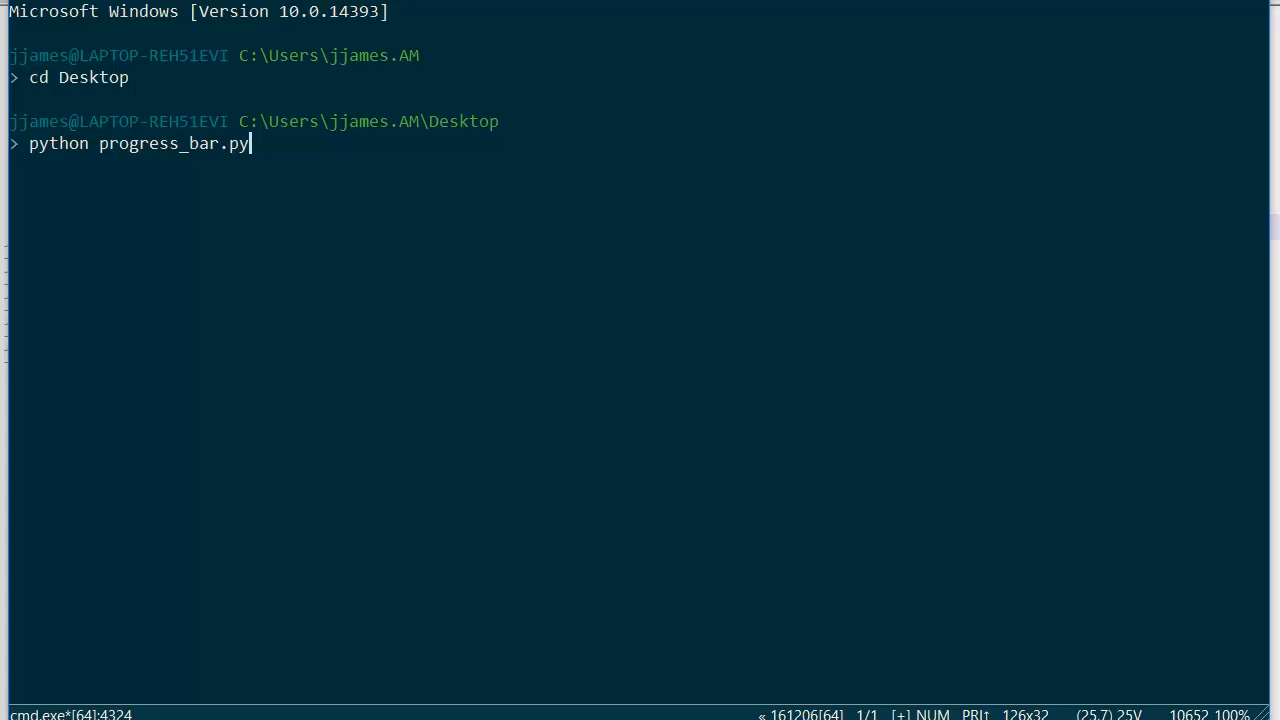 Microsoft Windows [Version 10.0.14393]
jjames@LAPTOP-REH51EVI C:\Users\jjames.AM
> cd Desktop
jjames@LAPTOP-REH51EVI C:\Users\jjames.AM\Desktop
> python progress_bar.py
cmd.exe*[64]:4324 « 161206[64] 1/1 [+] NUM PRI↑ 126x32 (25,7) 25V 10652 100%